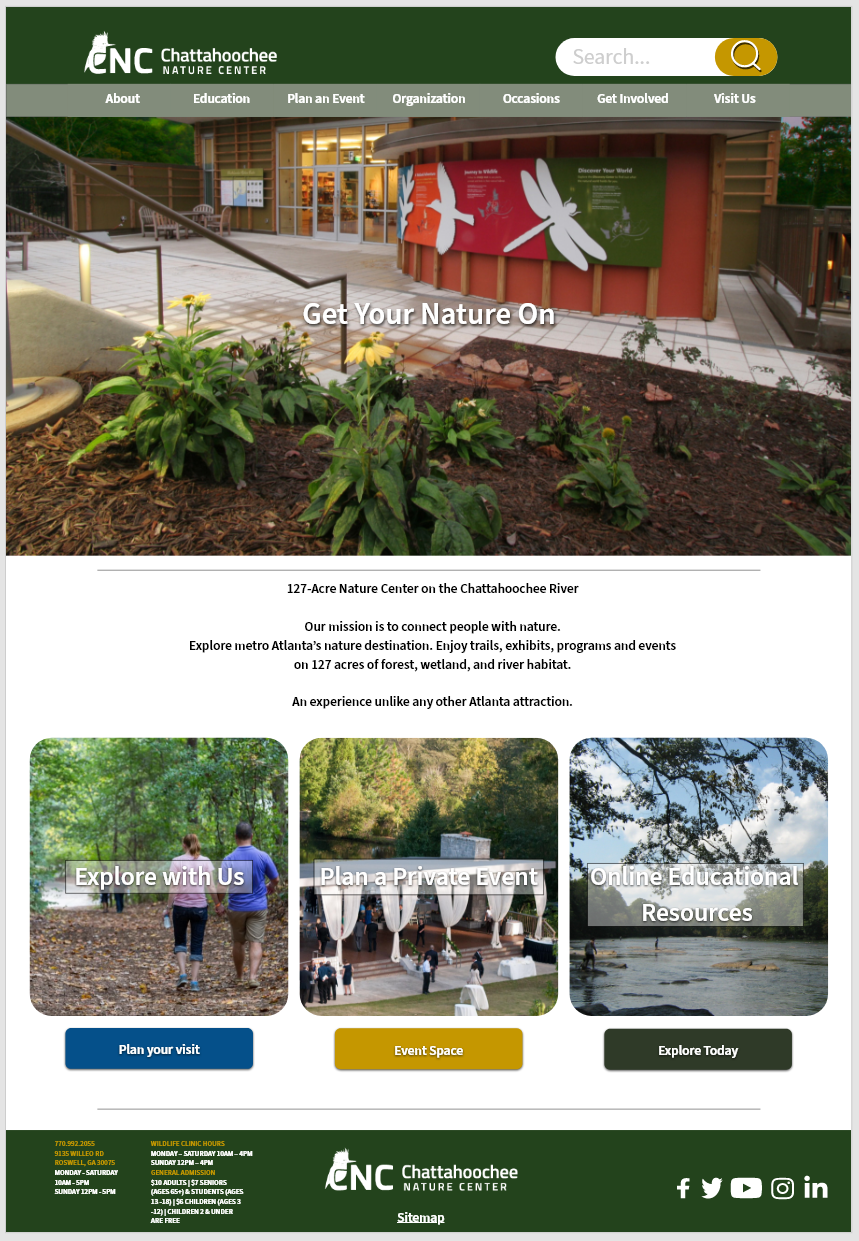 CNC Chattahoochee
NATURE CENTER
Search...
About Education Plan an Event Organization Occasions Get Involved Visit Us
Journey to Wildlife
Discover Your World
Get Your Nature On
127-Acre Nature Center on the Chattahoochee River
Our mission is to connect people with nature.
Explore metro Atlanta's nature destination. Enjoy trails, exhibits, programs and events
on 127 acres of forest, wetland, and river habitat.
An experience unlike any other Atlanta attraction.
Explore with Us
Plan a Private Event
Online Educational
Resources
Plan your visit
Event Space
Explore Today
770.992.2055
9135 WILLEO RD
ROSWELL, GA 30075
MONDAY - SATURDAY
10AM - 5PM
SUNDAY 12PM - 5PM
WILDLIFE CLINIC HOURS
MONDAY – SATURDAY 10AM – 4PM
SUNDAY 12PM – 4PM
GENERAL ADMISSION
$10 ADULTS | $7 SENIORS
(AGES 65+) & STUDENTS (AGES
13 -18) | $6 CHILDREN (AGES 3
-12) | CHILDREN 2 & UNDER
ARE FREE
CNC Chattahoochee
NATURE CENTER
Sitemap